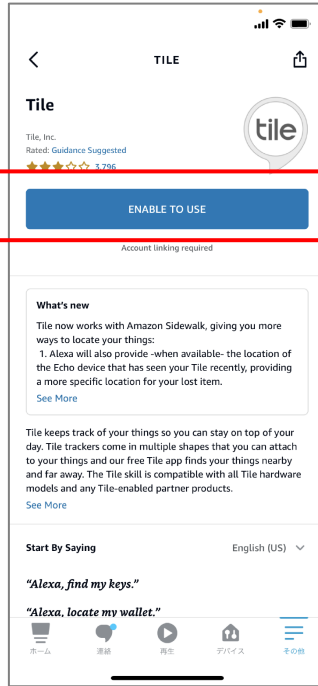 TILE
Tile
tile
Tile, Inc.
Rated: Guidance Suggested
3,796
ENABLE TO USE
Account linking required
What's new
Tile now works with Amazon Sidewalk, giving you more
ways to locate your things:
1. Alexa will also provide -when available- the location of
the Echo device that has seen your Tile recently, providing
a more specific location for your lost item.
See More
Tile keeps track of your things so you can stay on top of your
day. Tile trackers come in multiple shapes that you can attach
to your things and our free Tile app finds your things nearby
and far away. The Tile skill is compatible with all Tile hardware
models and any Tile-enabled partner products.
See More
Start By Saying
English (US)
“Alexa, find my keys.”
“Alexa, locate my wallet.”
ホーム
連絡
再生
デバイス
その他